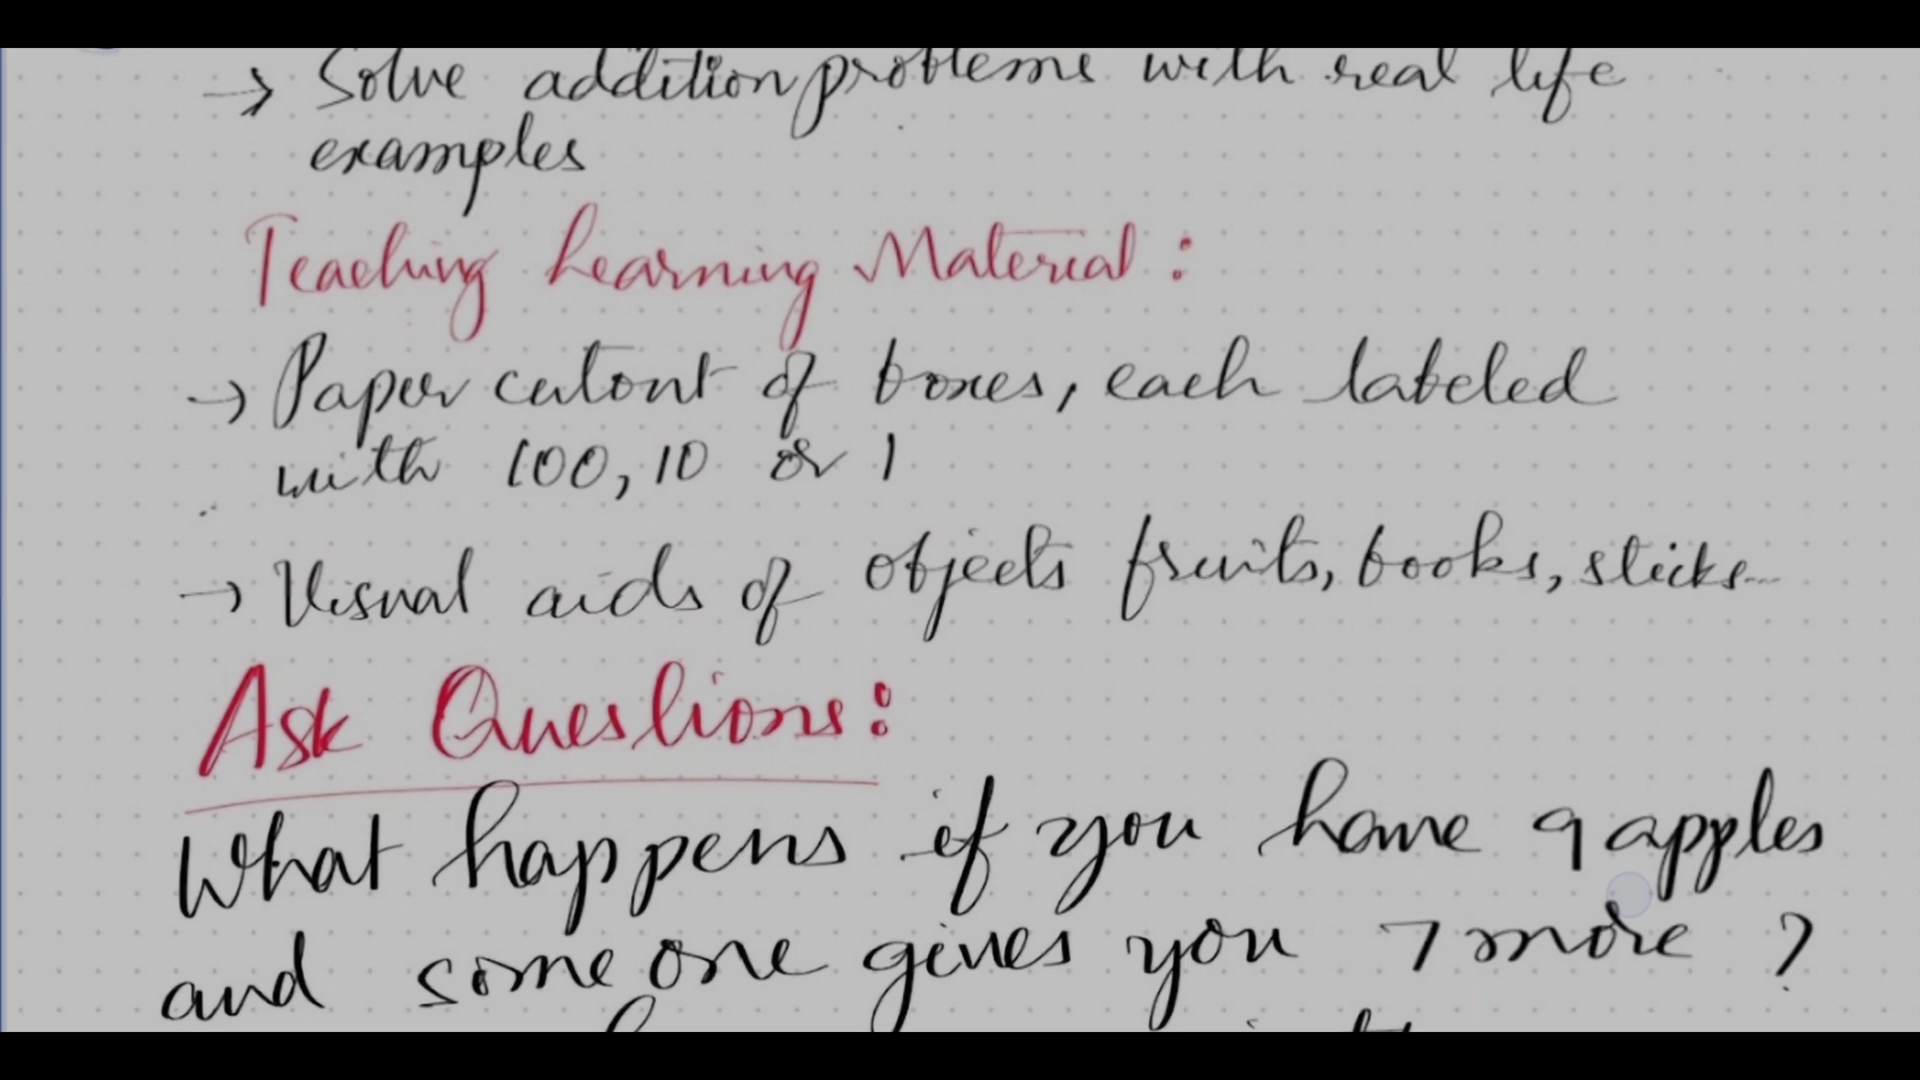 → Solve addition problems with real life
examples
Teaching Learning Material :
→ Paper cutout of boxes, each labeled
with 100, 10 or 1
→ Visual aids of objects fruits, books, sticks...
Ask Questions:
What happens if you have 9 apples
and someone gives you 7 more ?